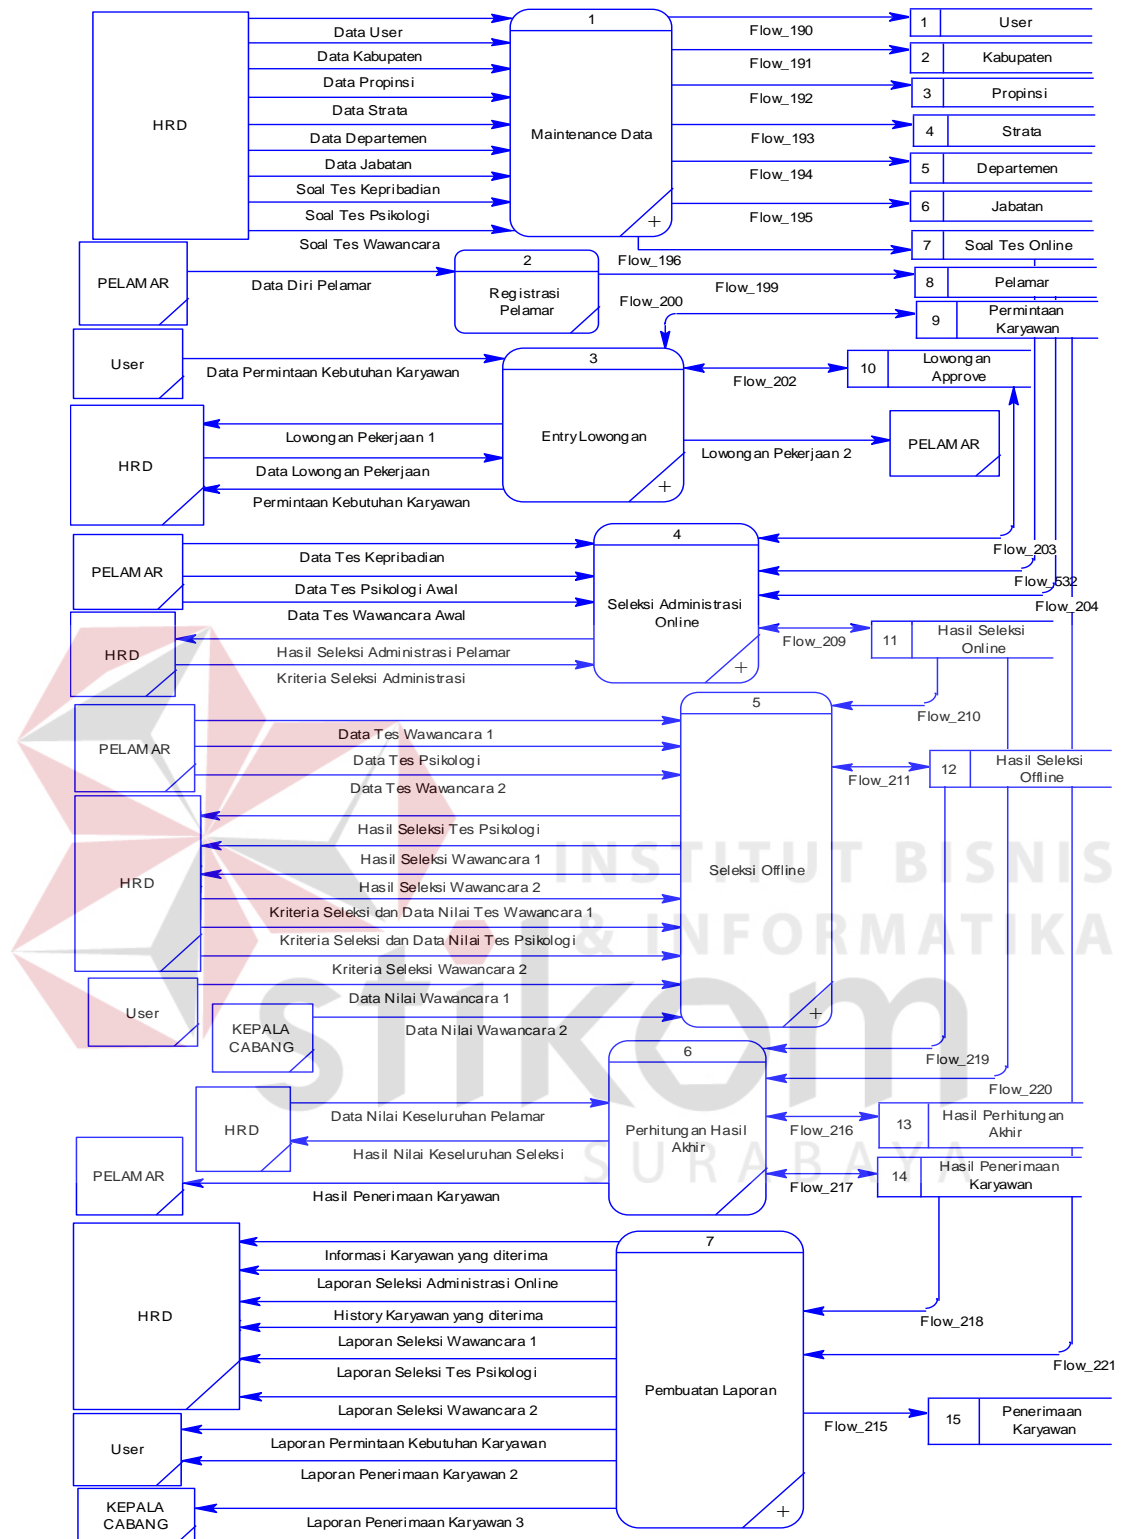 1
Data User
Flow_190
1 User
Data Kabupaten
Flow_191
2 Kabupaten
Data Propinsi
Flow_192
3 Propinsi
Data Strata
HRD
Maintenance Data
Flow_193
4 Strata
Data Departemen
Data Jabatan
Flow_194
5 Departemen
Soal Tes Kepribadian
Soal Tes Psikologi
Flow_195
6 Jabatan
+
Soal Tes Wawancara
Flow_196
7 Soal Tes Online
PELAMAR
Data Diri Pelamar
2
Registrasi
Pelamar
Flow_199
8 Pelamar
Flow_200
9 Permintaan
Karyawan
User
Data Permintaan Kebutuhan Karyawan
3
Entry Lowongan
+
Flow_202
10 Lowongan
Approve
HRD
Lowongan Pekerjaan 1
Data Lowongan Pekerjaan
Permintaan Kebutuhan Karyawan
Lowongan Pekerjaan 2
PELAMAR
PELAMAR
Data Tes Kepribadian
Data Tes Psikologi Awal
Data Tes Wawancara Awal
4
Seleksi Administrasi
Online
+
Flow_203
Flow_532
Flow_204
HRD
Hasil Seleksi Administrasi Pelamar
Kriteria Seleksi Administrasi
Flow_209
11 Hasil Seleksi
Online
Flow_210
PELAMAR
Data Tes Wawancara 1
Data Tes Psikologi
Data Tes Wawancara 2
5
Seleksi Offline
+
Flow_211
12 Hasil Seleksi
Offline
HRD
Hasil Seleksi Tes Psikologi
Hasil Seleksi Wawancara 1
Hasil Seleksi Wawancara 2
Kriteria Seleksi dan Data Nilai Tes Wawancara 1
Kriteria Seleksi dan Data Nilai Tes Psikologi
Kriteria Seleksi Wawancara 2
INSTITUT BISNIS
& INFORMATIKA
stikom
SURABAYA
User
Data Nilai Wawancara 1
KEPALA
CABANG
Data Nilai Wawancara 2
6
Perhitungan Hasil
Akhir
Flow_219
Flow_220
HRD
Data Nilai Keseluruhan Pelamar
Hasil Nilai Keseluruhan Seleksi
Flow_216
13 Hasil Perhitungan
Akhir
PELAMAR
Hasil Penerimaan Karyawan
Flow_217
14 Hasil Penerimaan
Karyawan
HRD
Informasi Karyawan yang diterima
Laporan Seleksi Administrasi Online
History Karyawan yang diterima
Laporan Seleksi Wawancara 1
Laporan Seleksi Tes Psikologi
Laporan Seleksi Wawancara 2
7
Pembuatan Laporan
+
Flow_218
Flow_221
Flow_215
15 Penerimaan
Karyawan
User
Laporan Permintaan Kebutuhan Karyawan
Laporan Penerimaan Karyawan 2
KEPALA
CABANG
Laporan Penerimaan Karyawan 3